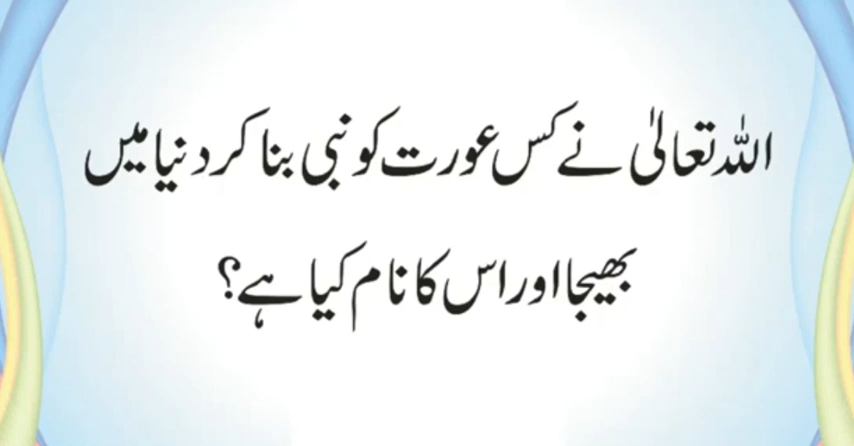 اللہ تعالیٰ نے کس عورت کو نبی بنا کر دنیا میں
بھیجا اور اس کا نام کیا ہے؟